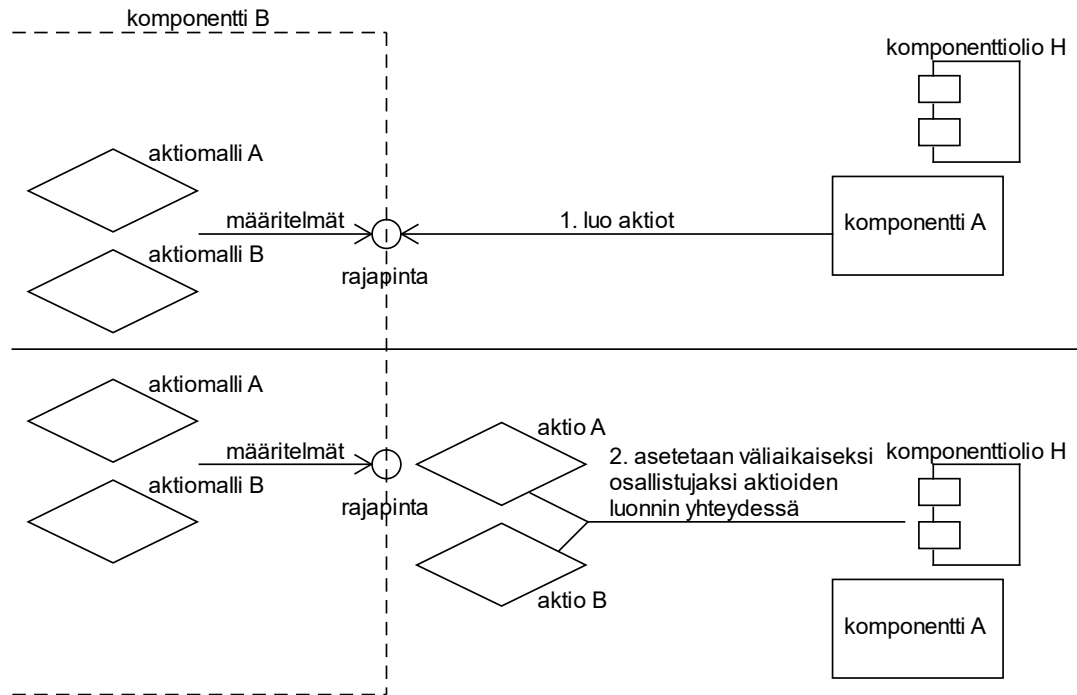 komponentti B
komponenttiolio H
aktiomalli A
määritelmät
1. luo aktiot
komponentti A
aktiomalli B
rajapinta
aktiomalli A
aktio A
määritelmät
2. asetetaan väliaikaiseksi
osallistujaksi aktioiden
luonnin yhteydessä
komponenttiolio H
aktiomalli B
rajapinta
aktio B
komponentti A